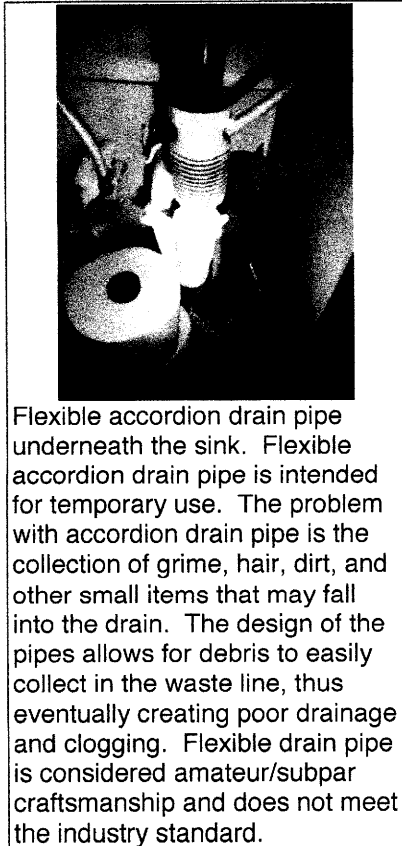 Flexible accordion drain pipe
underneath the sink.  Flexible
accordion drain pipe is intended
for temporary use.  The problem
with accordion drain pipe is the
collection of grime, hair, dirt, and
other small items that may fall
into the drain.  The design of the
pipes allows for debris to easily
collect in the waste line, thus
eventually creating poor drainage
and clogging.  Flexible drain pipe
is considered amateur/subpar
craftsmanship and does not meet
the industry standard.